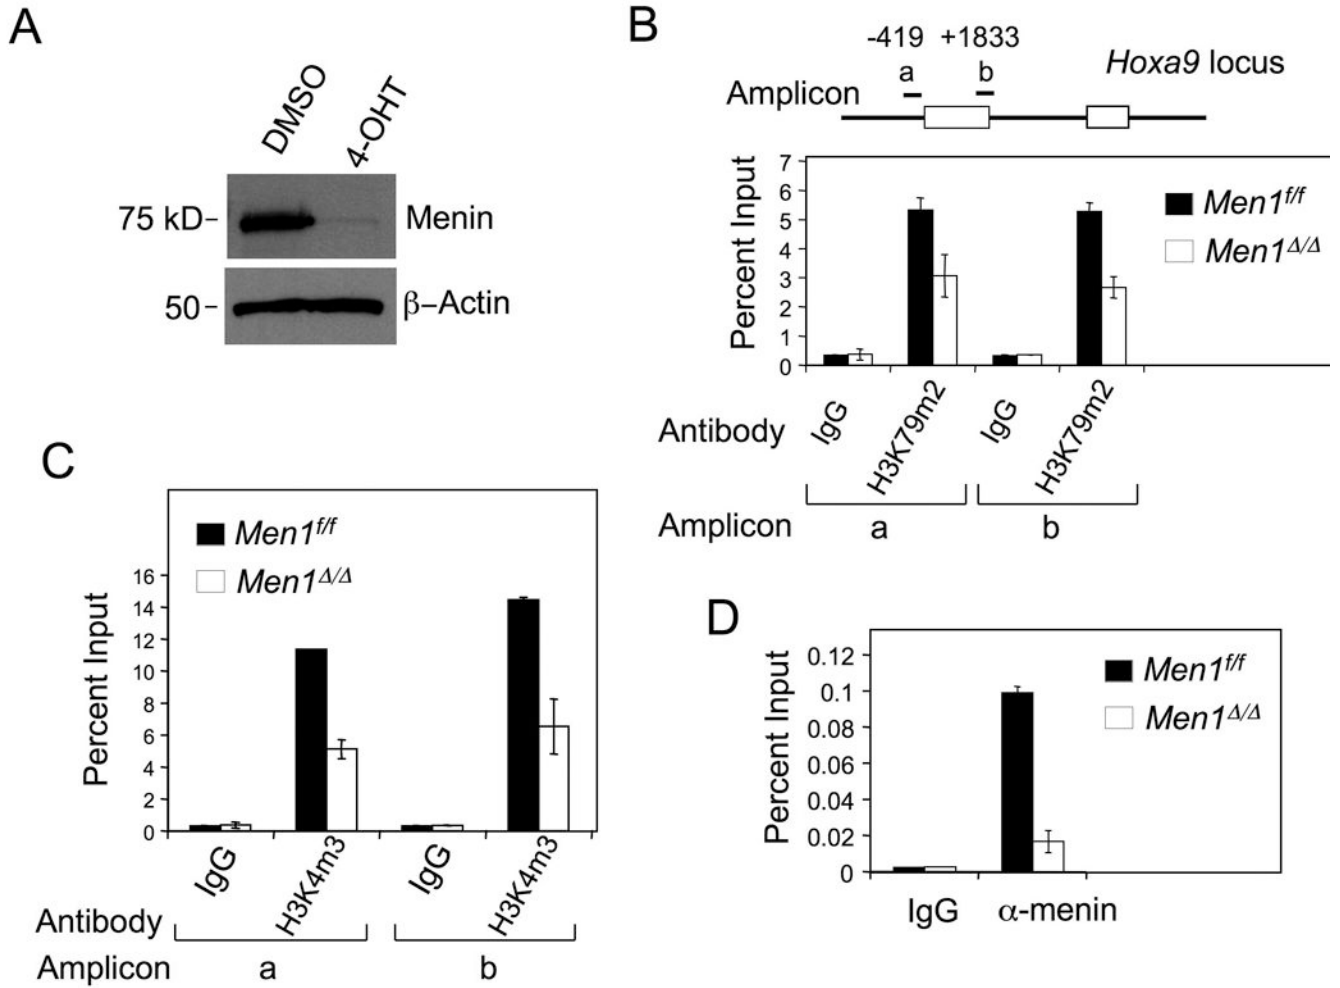 A
DMSO
4-OHT
75 kD–
Menin
50–
β–Actin
B
-419 +1833
a b
Hoxa9 locus
Amplicon
7
6
5
4
3
2
1
0
Percent Input
Men1f/f
Men1Δ/Δ
Antibody
IgG
H3K79m2
IgG
H3K79m2
Amplicon
a
b
C
Men1f/f
Men1Δ/Δ
16
14
12
10
8
6
4
2
0
Percent Input
IgG
H3K4m3
IgG
H3K4m3
Antibody
Amplicon
a
b
D
0.12
0.1
0.08
0.06
0.04
0.02
0
Percent Input
Men1f/f
Men1Δ/Δ
IgG
α-menin